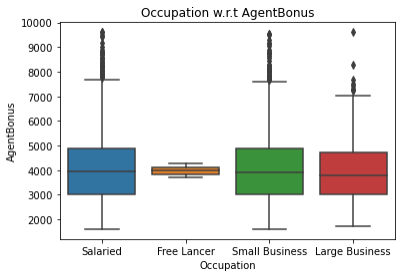 Occupation w.r.t AgentBonus
10000
9000
8000
7000
6000
5000
4000
3000
2000
AgentBonus
Salaried Free Lancer Small Business Large Business
Occupation